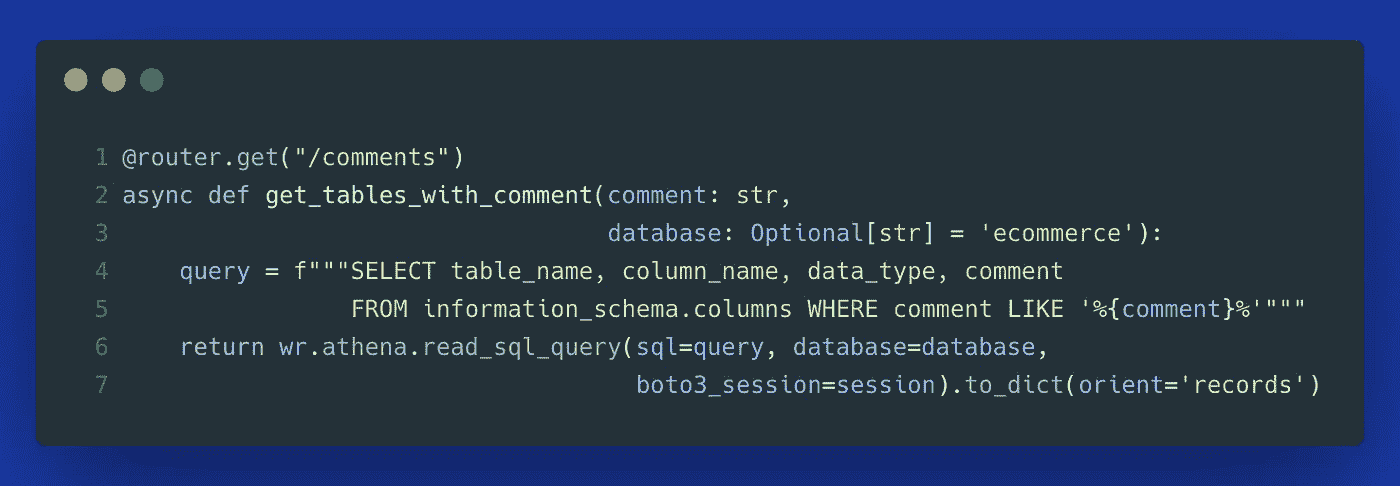 1 @router.get("/comments")
2 async def get_tables_with_comment(comment: str,
3                                   database: Optional[str] = 'ecommerce'):
4     query = f"""SELECT table_name, column_name, data_type, comment
5                 FROM information_schema.columns WHERE comment LIKE '%{comment}%'"""
6     return wr.athena.read_sql_query(sql=query, database=database,
7                                     boto3_session=session).to_dict(orient='records')